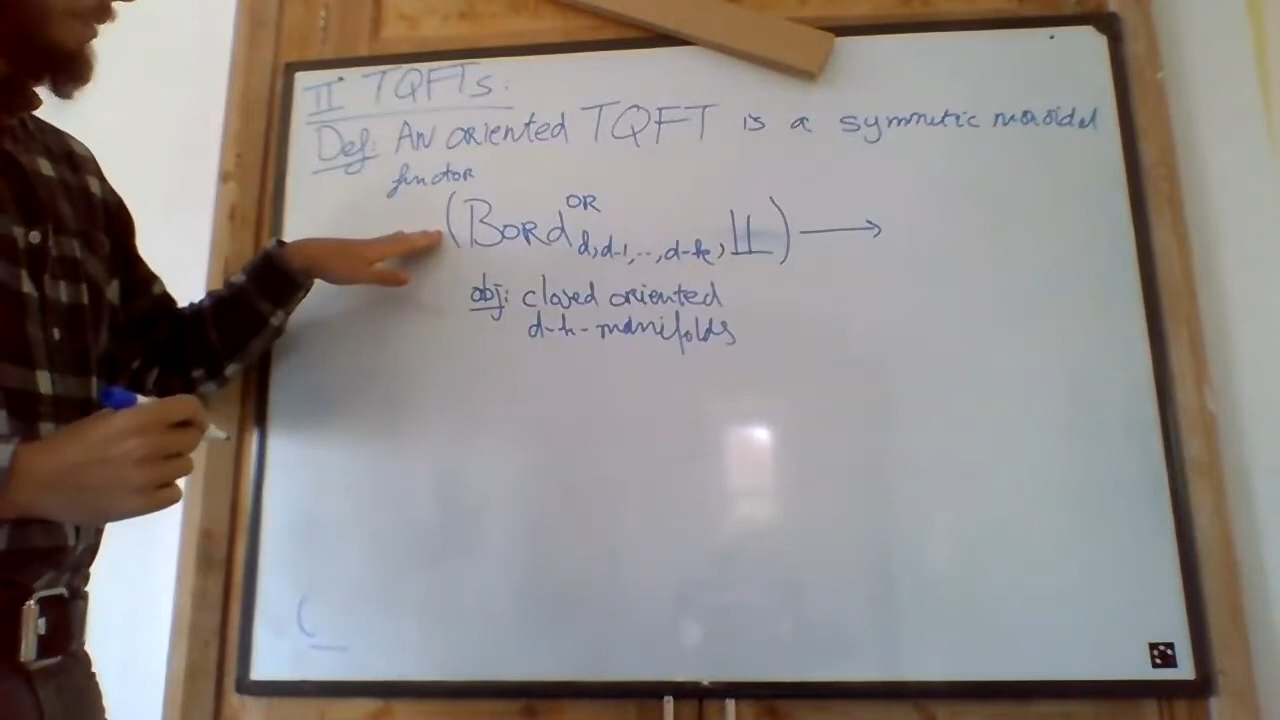 II TQFTs.
Def: An oriented TQFT is a symmetric monoidal
functor
(Bord^{OR}_{d,d-1,..,d-k}, ∐) ⟶
obj: closed oriented
d-k-manifolds